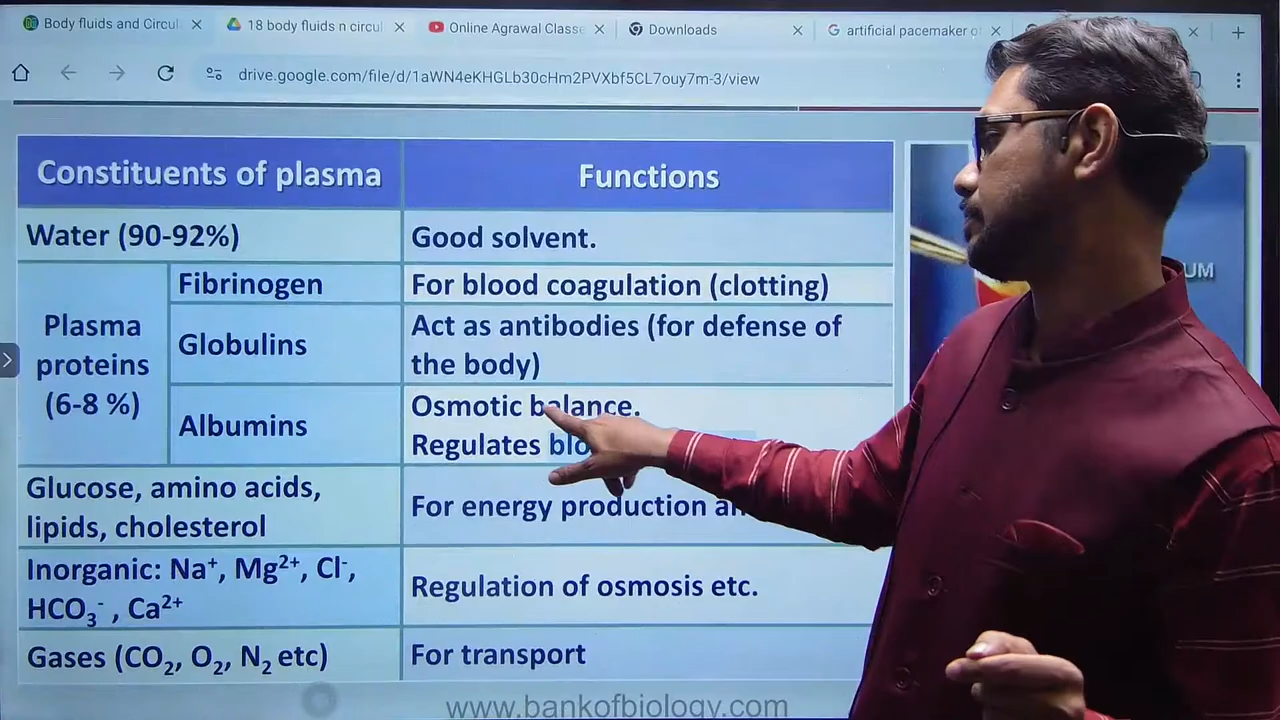 Body fluids and Circul
18 body fluids n circul
Online Agrawal Classe
Downloads
artificial pacemaker o
drive.google.com/file/d/1aWN4eKHGLb30cHm2PVXbf5CL7ouy7m-3/view
Constituents of plasma
Functions
Water (90-92%)
Good solvent.
Plasma
proteins
(6-8 %)
Fibrinogen
For blood coagulation (clotting)
Globulins
Act as antibodies (for defense of
the body)
Albumins
Osmotic balance.
Regulates
Glucose, amino acids,
lipids, cholesterol
For energy production
Inorganic: Na⁺, Mg²⁺, Cl⁻,
HCO₃⁻ , Ca²⁺
Regulation of osmosis etc.
Gases (CO₂, O₂, N₂ etc)
For transport
UM
www.bankofbiology.com